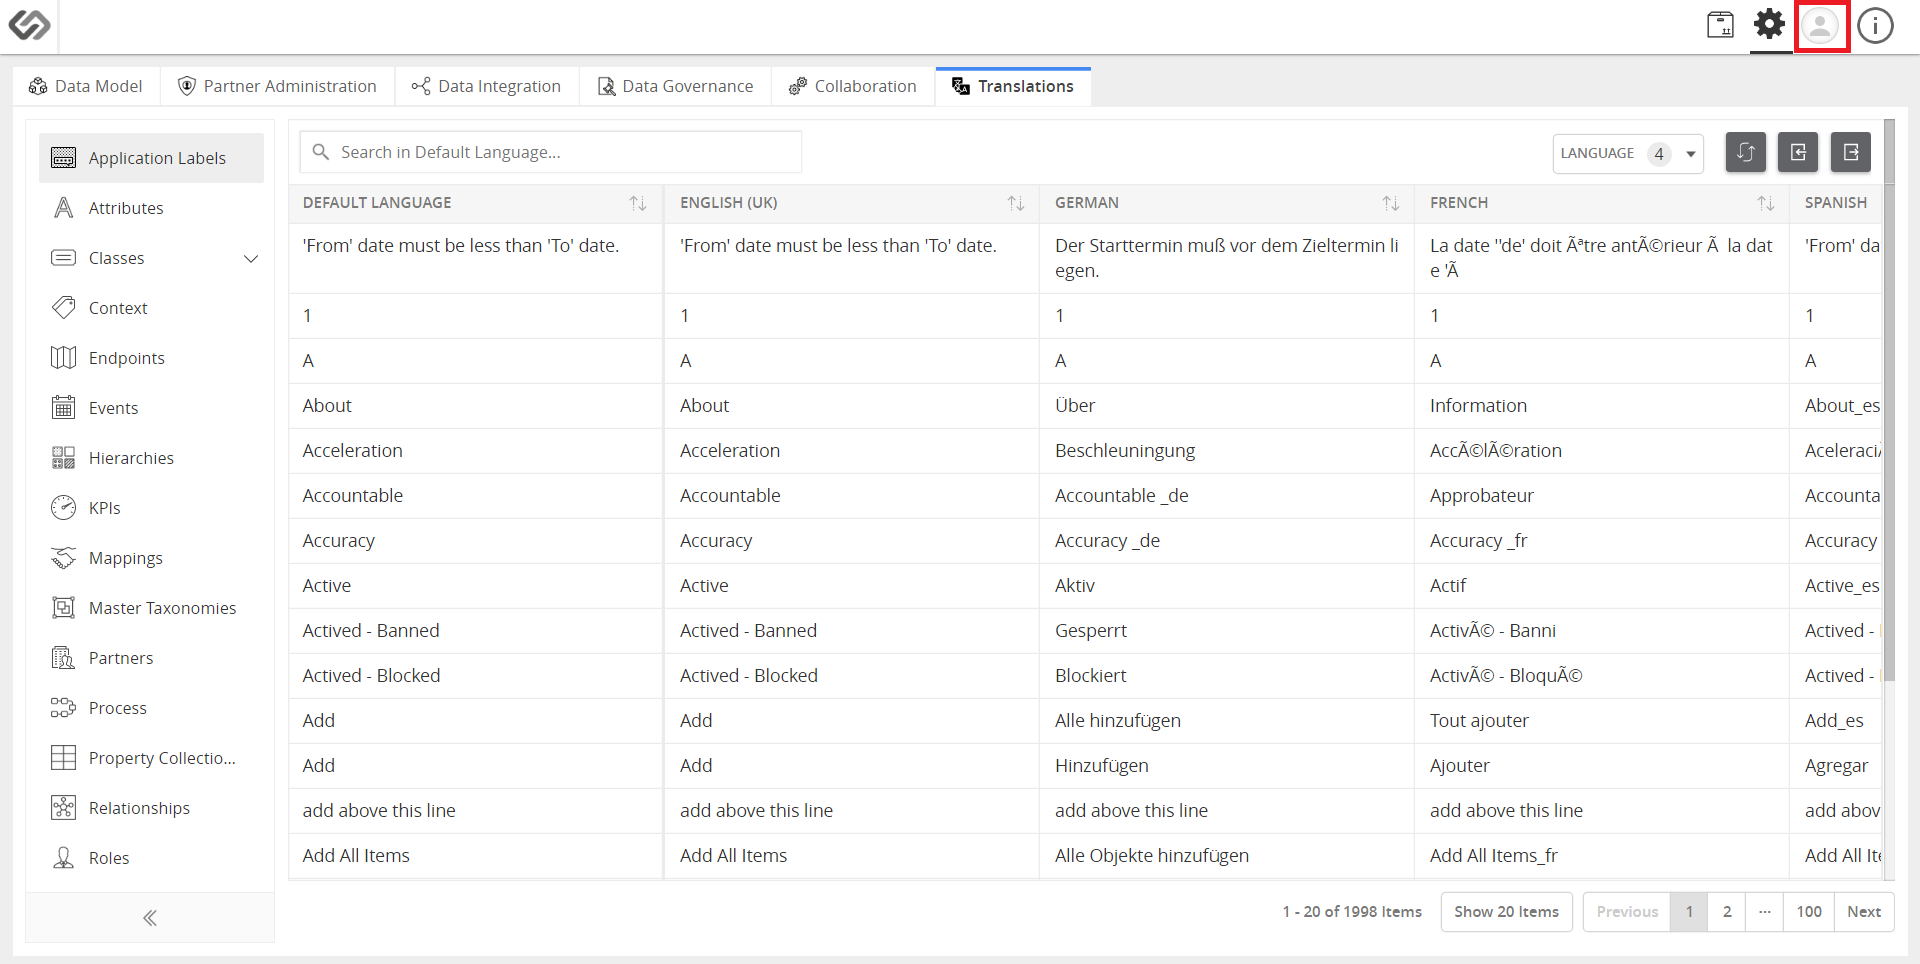 Data Model
Partner Administration
Data Integration
Data Governance
Collaboration
Translations
Application Labels
Attributes
Classes
Context
Endpoints
Events
Hierarchies
KPIs
Mappings
Master Taxonomies
Partners
Process
Property Collectio...
Relationships
Roles
Search in Default Language...
LANGUAGE 4
DEFAULT LANGUAGE ENGLISH (UK) GERMAN FRENCH SPANISH
'From' date must be less than 'To' date. 'From' date must be less than 'To' date. Der Starttermin muß vor dem Zieltermin li La date ''de' doit Ãªtre antÃ©rieur Ã  la dat 'From' da
egen. e 'Ã
1 1 1 1 1
A A A A A
About About Über Information About_es
Acceleration Acceleration Beschleuningung AccÃ©lÃ©ration AceleraciÃ
Accountable Accountable Accountable _de Approbateur Accounta
Accuracy Accuracy Accuracy _de Accuracy _fr Accuracy
Active Active Aktiv Actif Active_es
Actived - Banned Actived - Banned Gesperrt ActivÃ© - Banni Actived -
Actived - Blocked Actived - Blocked Blockiert ActivÃ© - BloquÃ© Actived -
Add Add Alle hinzufügen Tout ajouter Add_es
Add Add Hinzufügen Ajouter Agregar
add above this line add above this line add above this line add above this line add abov
Add All Items Add All Items Alle Objekte hinzufügen Add All Items_fr Add All Ite
1 - 20 of 1998 Items Show 20 Items Previous 1 2 ... 100 Next